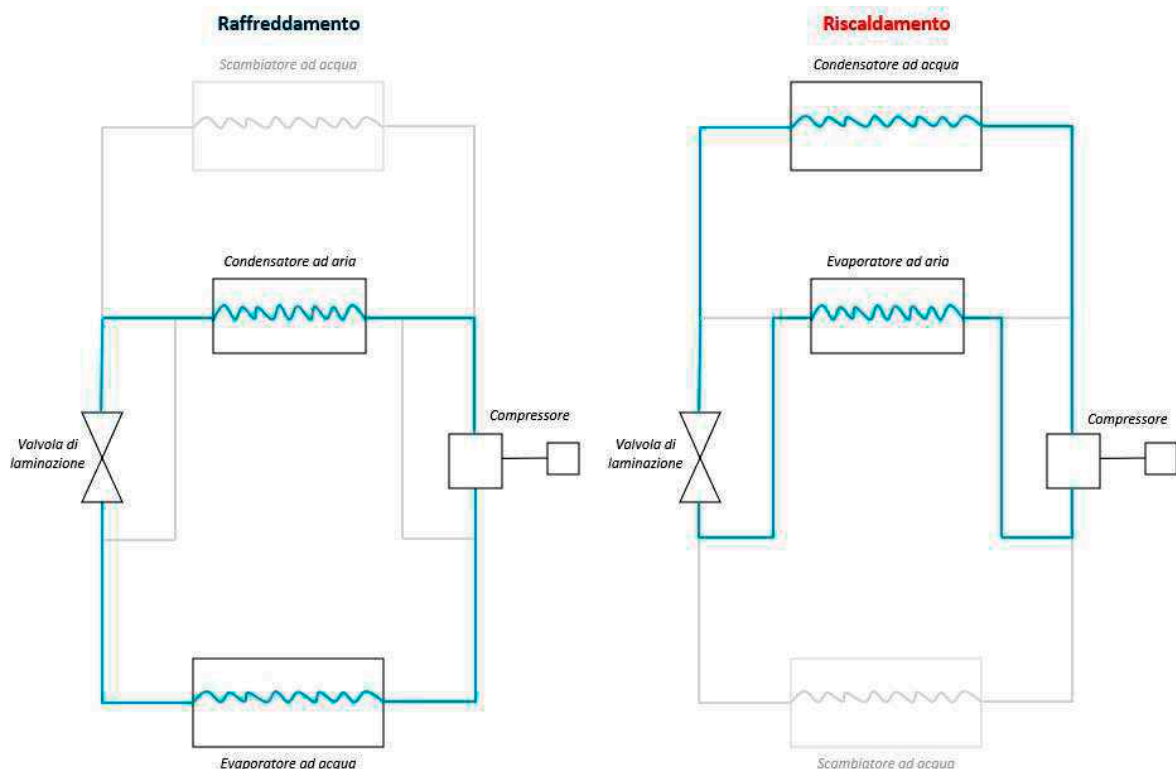 Raffreddamento
Scambiatore ad acqua
Condensatore ad aria
Compressore
Valvola di
laminazione
Evaporatore ad acqua
Riscaldamento
Condensatore ad acqua
Evaporatore ad aria
Compressore
Valvola di
laminazione
Scambiatore ad acqua